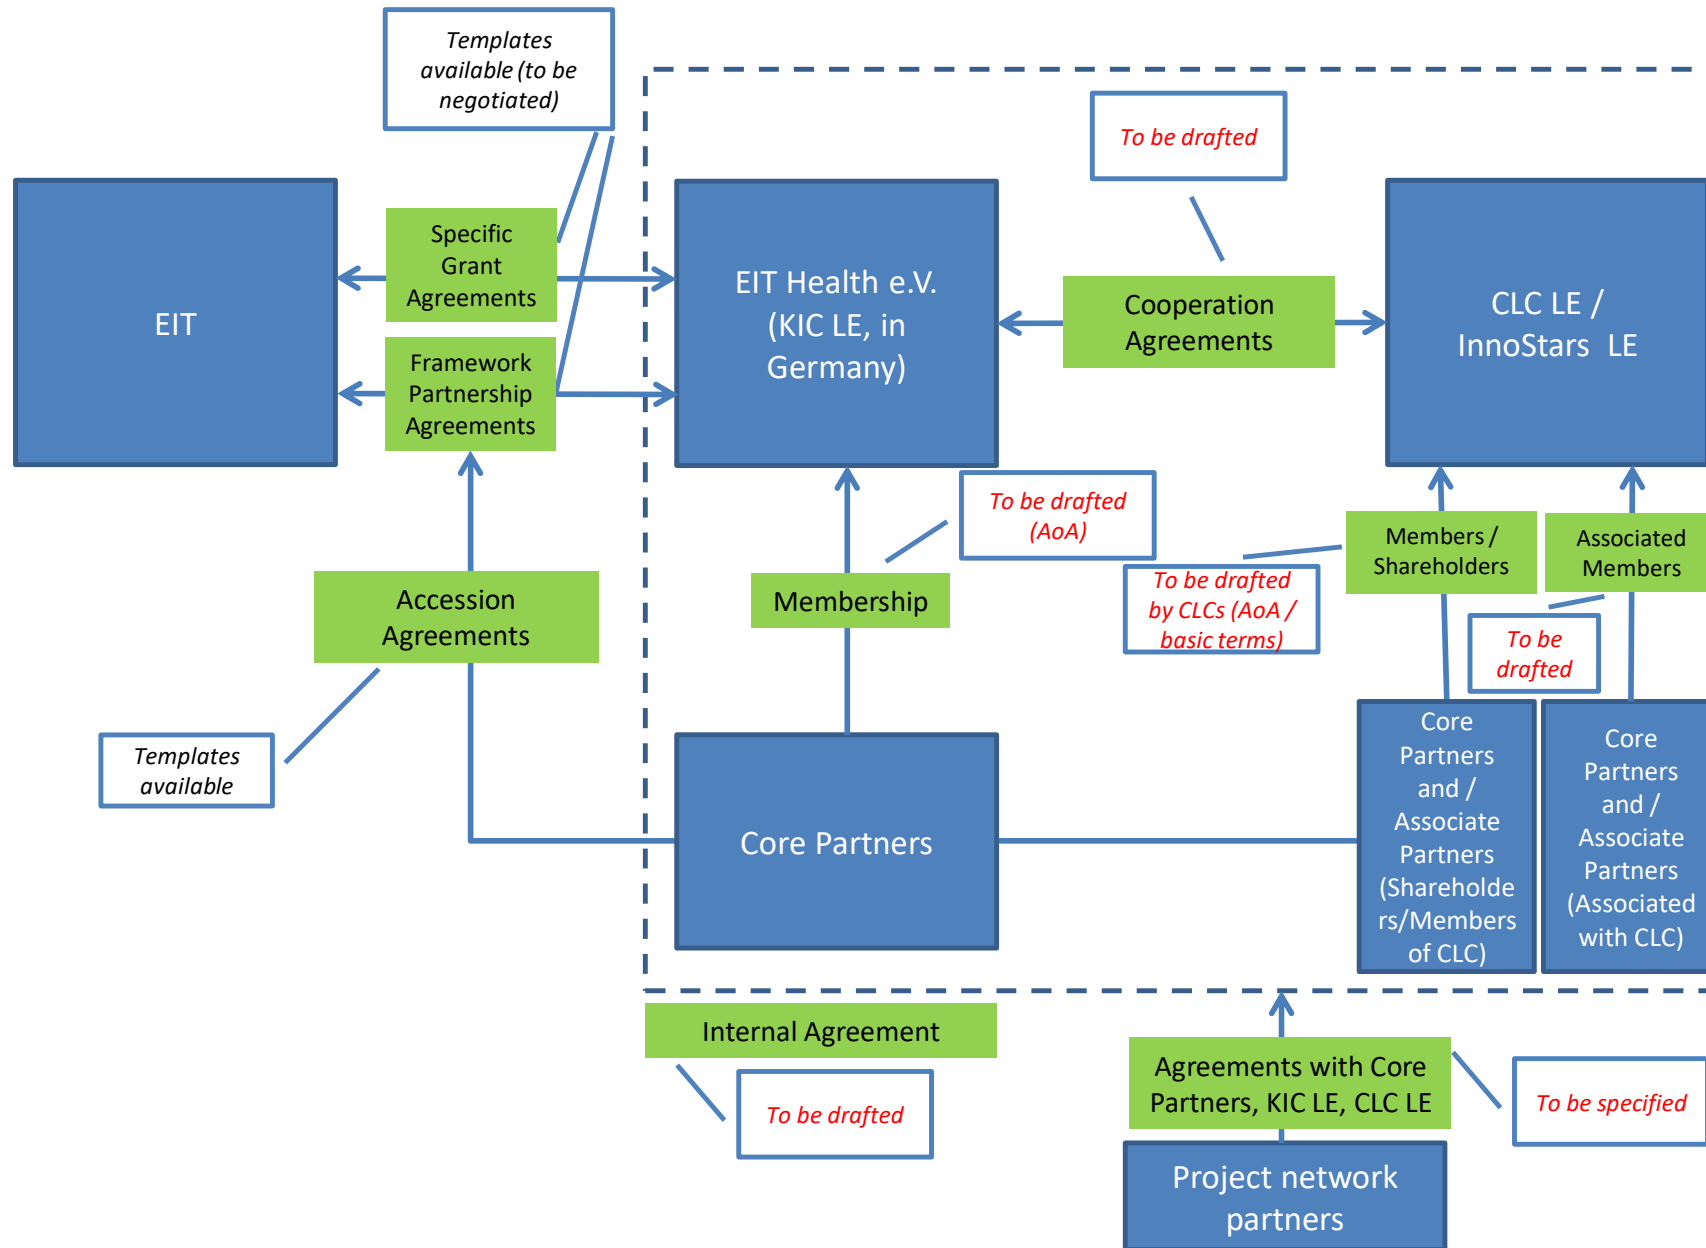 Templates
available (to be
negotiated)
To be drafted
EIT
Specific
Grant
Agreements
Framework
Partnership
Agreements
EIT Health e.V.
(KIC LE, in
Germany)
Cooperation
Agreements
CLC LE /
InnoStars LE
To be drafted
(AoA)
Members /
Shareholders
Associated
Members
Accession
Agreements
Membership
To be drafted
by CLCs (AoA /
basic terms)
To be
drafted
Templates
available
Core Partners
Core
Partners
and /
Associate
Partners
(Shareholde
rs/Members
of CLC)
Core
Partners
and /
Associate
Partners
(Associated
with CLC)
Internal Agreement
To be drafted
Agreements with Core
Partners, KIC LE, CLC LE
To be specified
Project network
partners